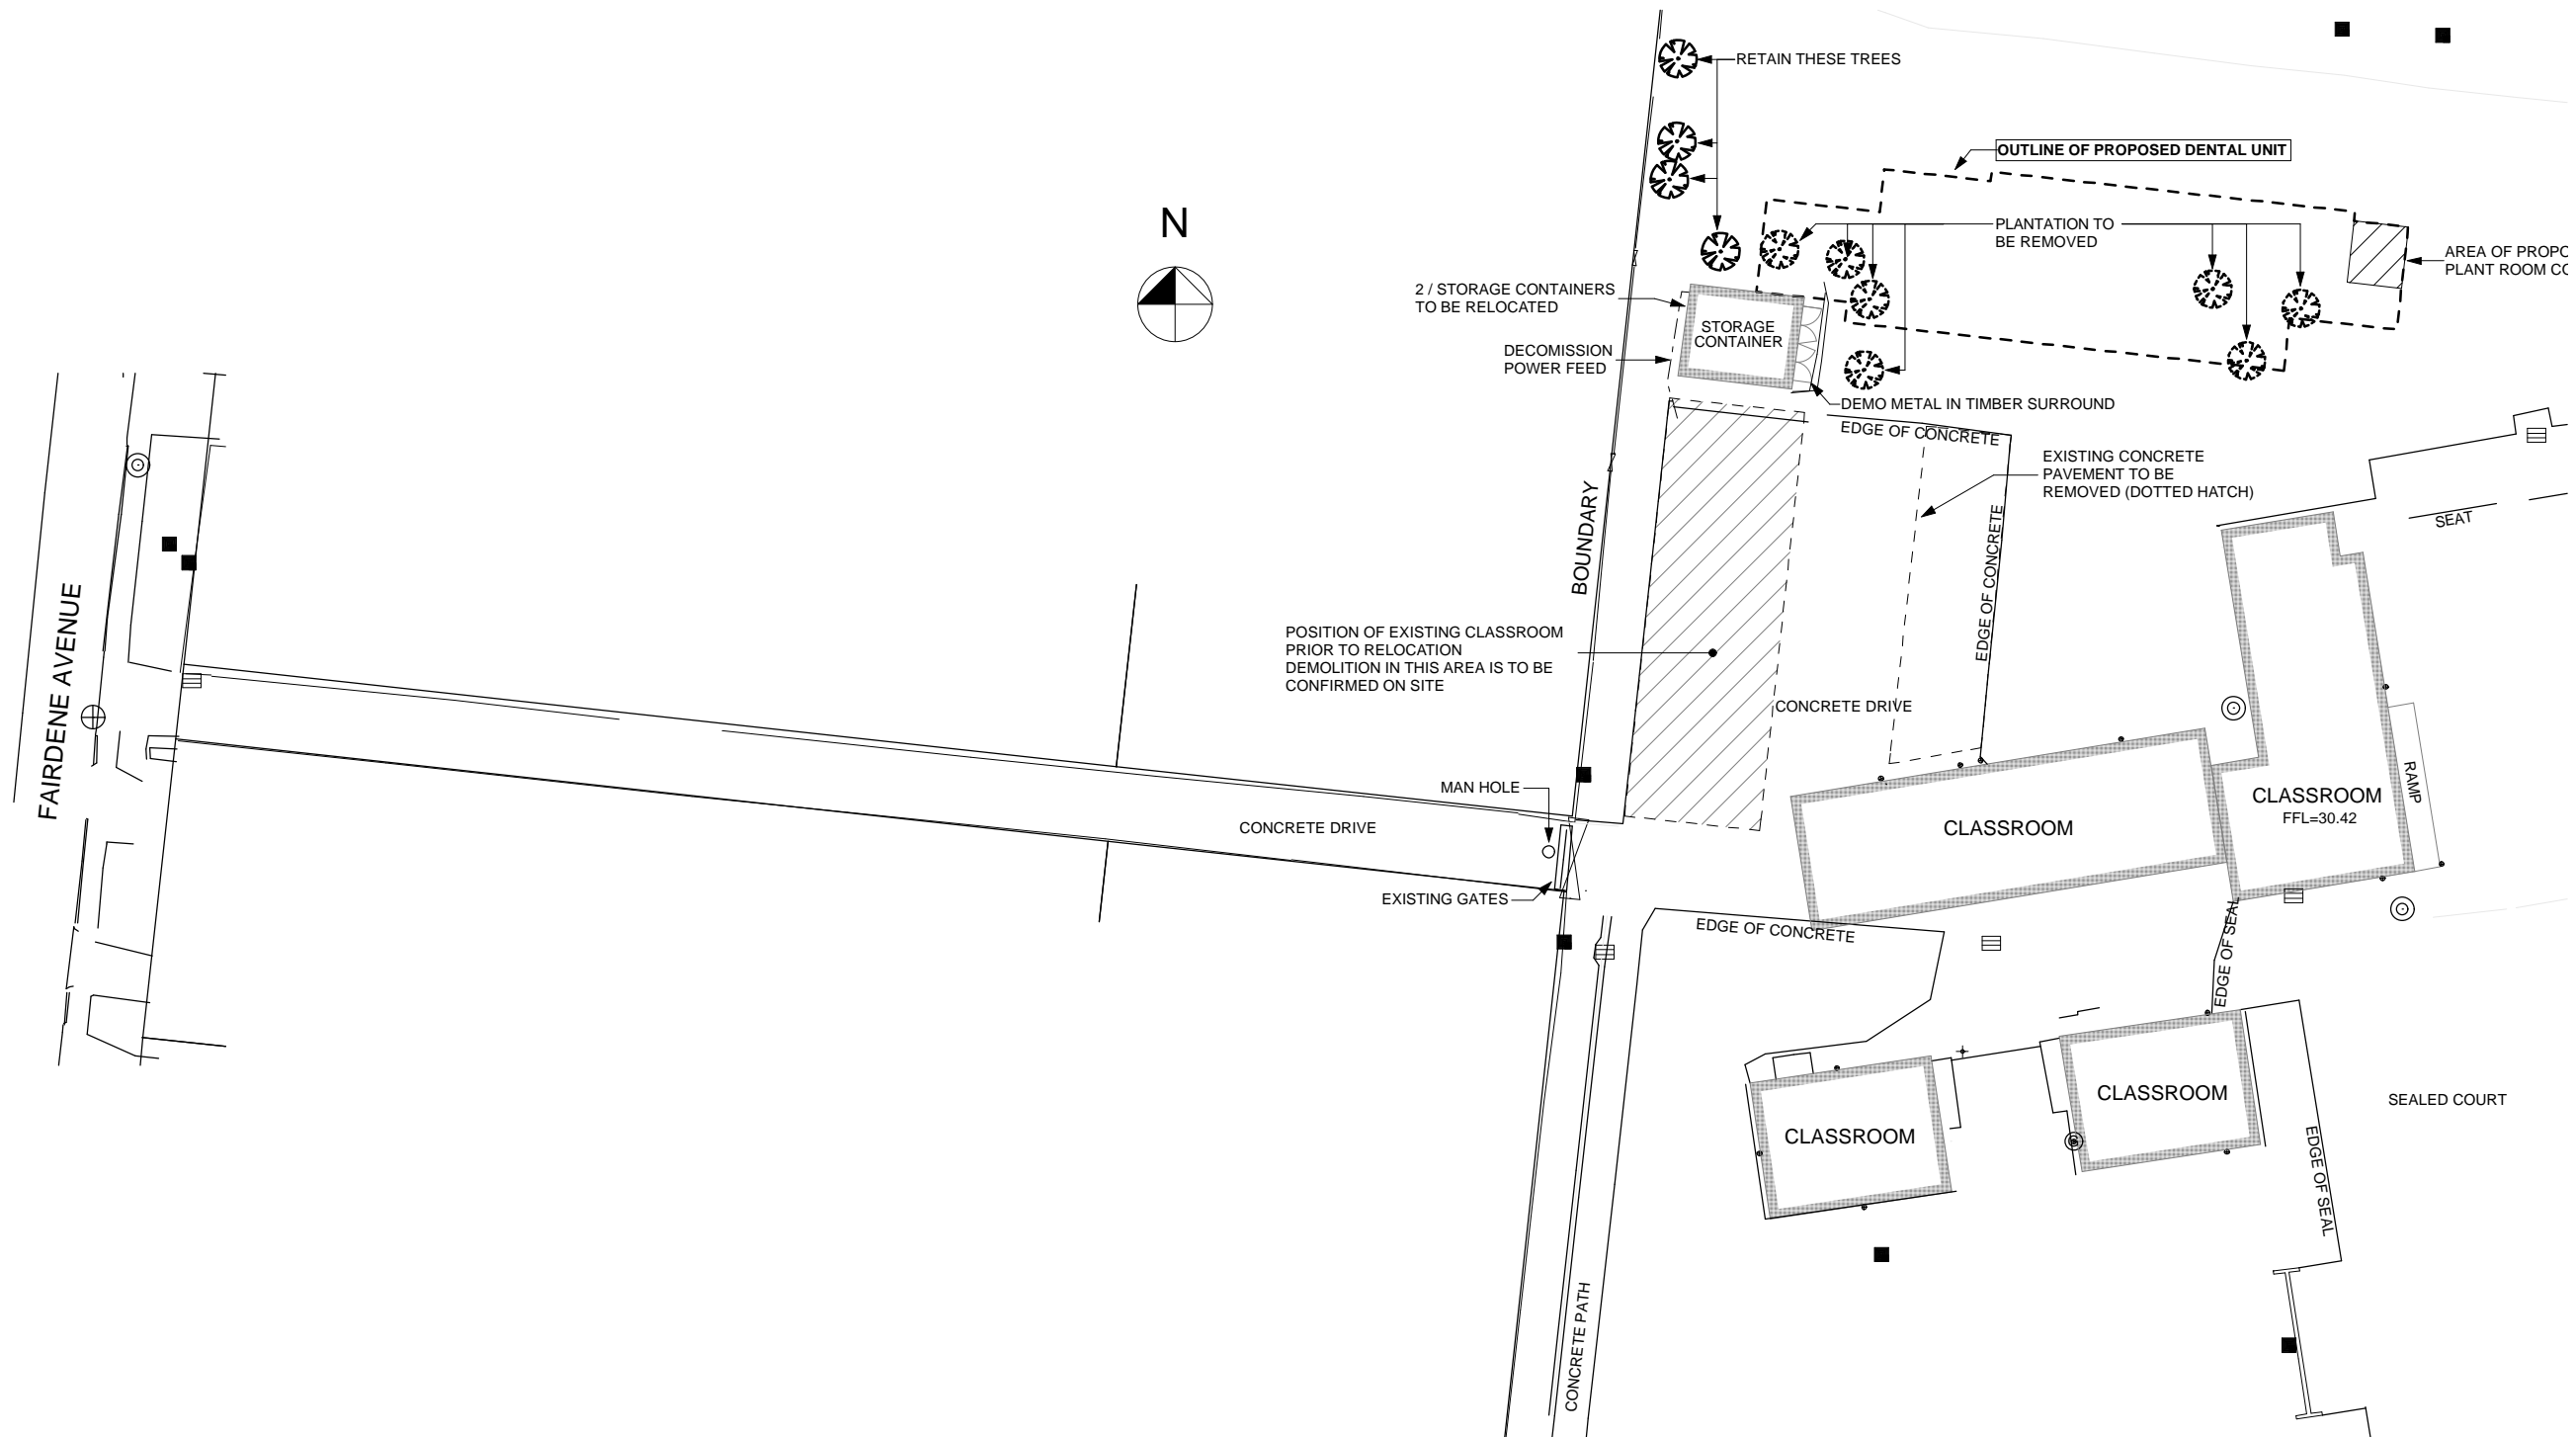 RETAIN THESE TREES
OUTLINE OF PROPOSED DENTAL UNIT
N
PLANTATION TO
BE REMOVED
AREA OF
PLANT ROOM
2 / STORAGE CONTAINERS
TO BE RELOCATED
STORAGE
CONTAINER
DECOMISSION
POWER FEED
DEMO METAL IN TIMBER SURROUND
EDGE OF CONCRETE
EXISTING CONCRETE
PAVEMENT TO BE
REMOVED (DOTTED HATCH)
SEAT
BOUNDARY
EDGE OF CONCRETE
FAIRDENE AVENUE
POSITION OF EXISTING CLASSROOM
PRIOR TO RELOCATION
DEMOLITION IN THIS AREA IS TO BE
CONFIRMED ON SITE
CONCRETE DRIVE
MAN HOLE
RAMP
CLASSROOM
FFL=30.42
CONCRETE DRIVE
CLASSROOM
EXISTING GATES
EDGE OF CONCRETE
EDGE OF SEAL
CLASSROOM
SEALED COURT
CLASSROOM
EDGE OF SEAL
CONCRETE PATH